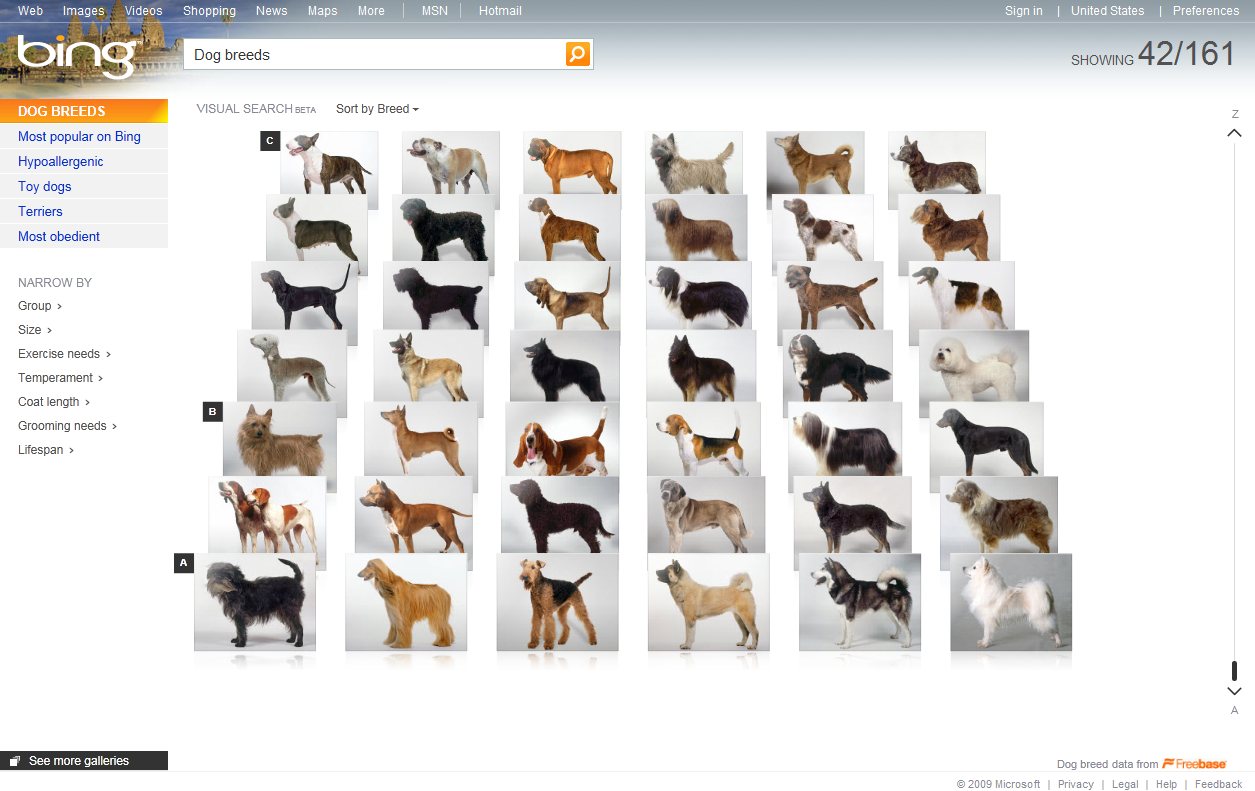 Web Images Videos Shopping News Maps More | MSN | Hotmail Sign in | United States | Preferences
bing
Dog breeds
SHOWING 42/161
DOG BREEDS
Most popular on Bing
Hypoallergenic
Toy dogs
Terriers
Most obedient
NARROW BY
Group ›
Size ›
Exercise needs ›
Temperament ›
Coat length ›
Grooming needs ›
Lifespan ›
VISUAL SEARCH BETA Sort by Breed
Z
C
B
A
A
See more galleries
Dog breed data from Freebase
© 2009 Microsoft | Privacy | Legal | Help | Feedback